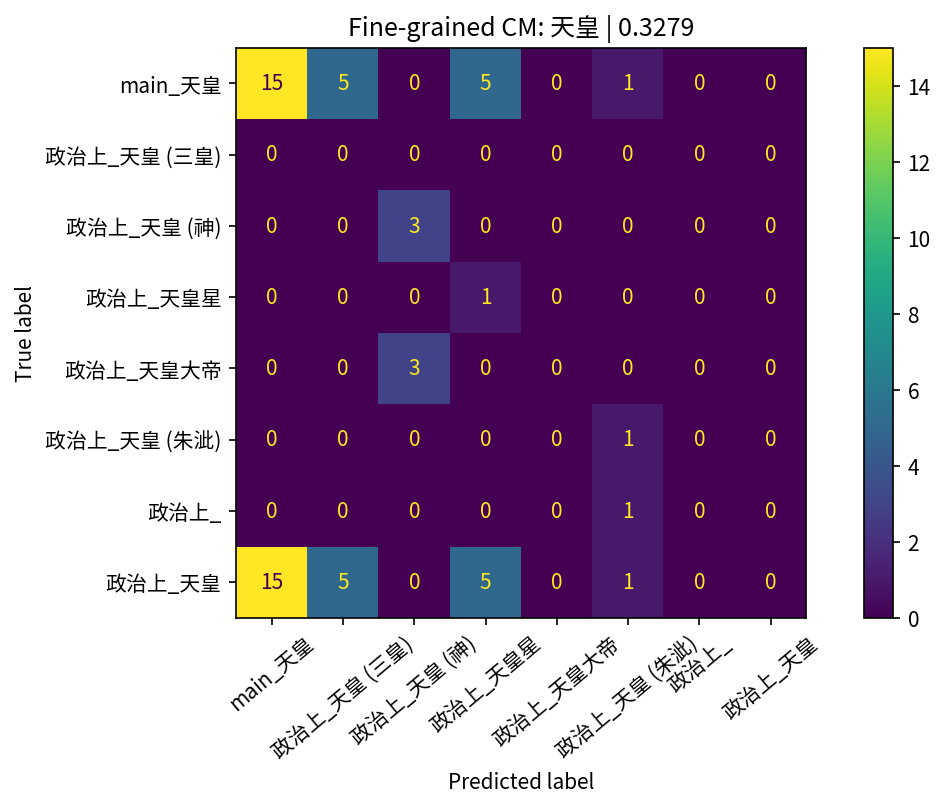 Fine-grained CM: 天皇 | 0.3279
True label
main_天皇 15 5 0 5 0 1 0 0
政治上_天皇 (三皇) 0 0 0 0 0 0 0 0
政治上_天皇 (神) 0 0 3 0 0 0 0 0
政治上_天皇星 0 0 0 1 0 0 0 0
政治上_天皇大帝 0 0 3 0 0 0 0 0
政治上_天皇 (朱泚) 0 0 0 0 0 1 0 0
政治上_ 0 0 0 0 0 1 0 0
政治上_天皇 15 5 0 5 0 1 0 0
main_天皇
政治上_天皇 (三皇)
政治上_天皇 (神)
政治上_天皇星
政治上_天皇大帝
政治上_天皇 (朱泚)
政治上_
政治上_天皇
Predicted label
14
12
10
8
6
4
2
0